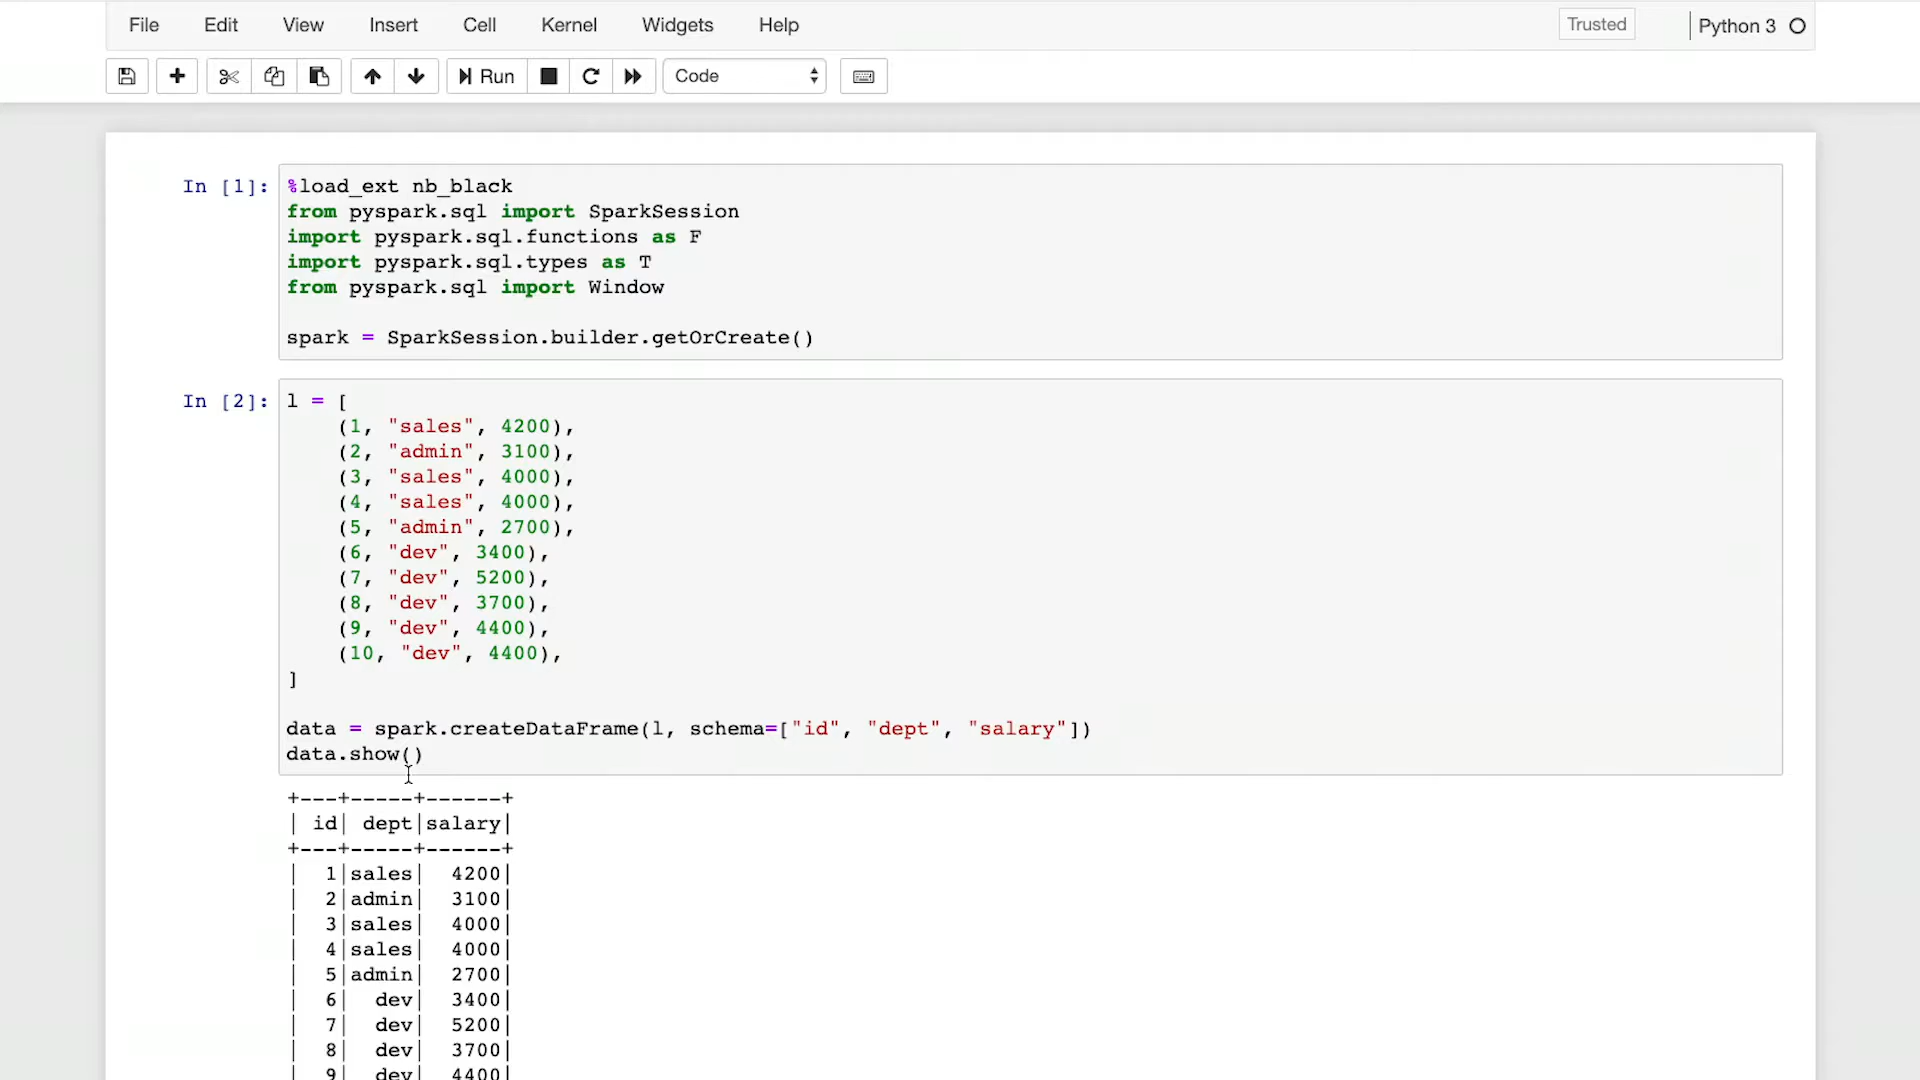 File Edit View Insert Cell Kernel Widgets Help Trusted Python 3
Run Code
In [1]: %load_ext nb_black
from pyspark.sql import SparkSession
import pyspark.sql.functions as F
import pyspark.sql.types as T
from pyspark.sql import Window
spark = SparkSession.builder.getOrCreate()
In [2]: l = [
(1, "sales", 4200),
(2, "admin", 3100),
(3, "sales", 4000),
(4, "sales", 4000),
(5, "admin", 2700),
(6, "dev", 3400),
(7, "dev", 5200),
(8, "dev", 3700),
(9, "dev", 4400),
(10, "dev", 4400),
]
data = spark.createDataFrame(l, schema=["id", "dept", "salary"])
data.show()
+---+-----+------+
| id| dept|salary|
+---+-----+------+
|  1|sales|  4200|
|  2|admin|  3100|
|  3|sales|  4000|
|  4|sales|  4000|
|  5|admin|  2700|
|  6|  dev|  3400|
|  7|  dev|  5200|
|  8|  dev|  3700|
|  9|  dev|  4400|